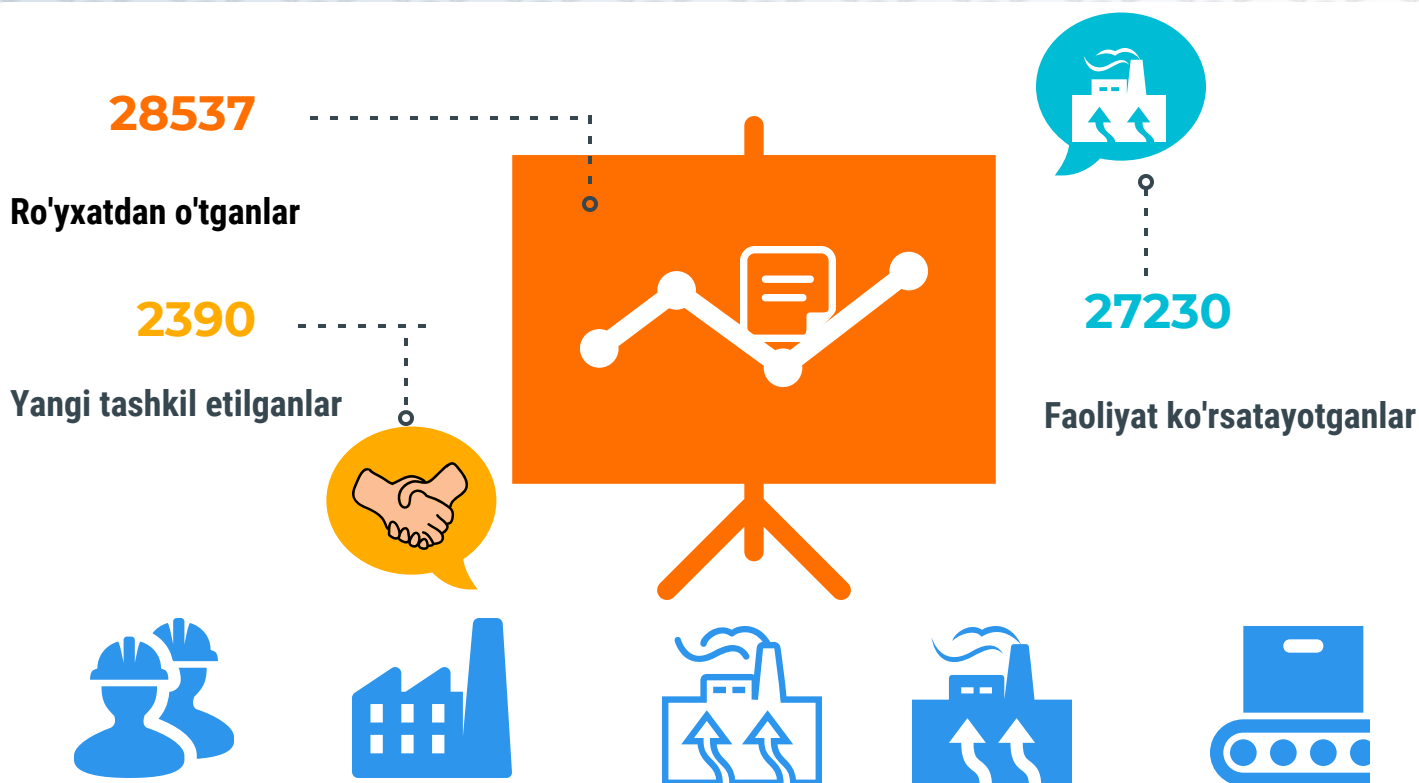 28537
Ro'yxatdan o'tganlar
2390
Yangi tashkil etilganlar
27230
Faoliyat ko'rsatayotganlar